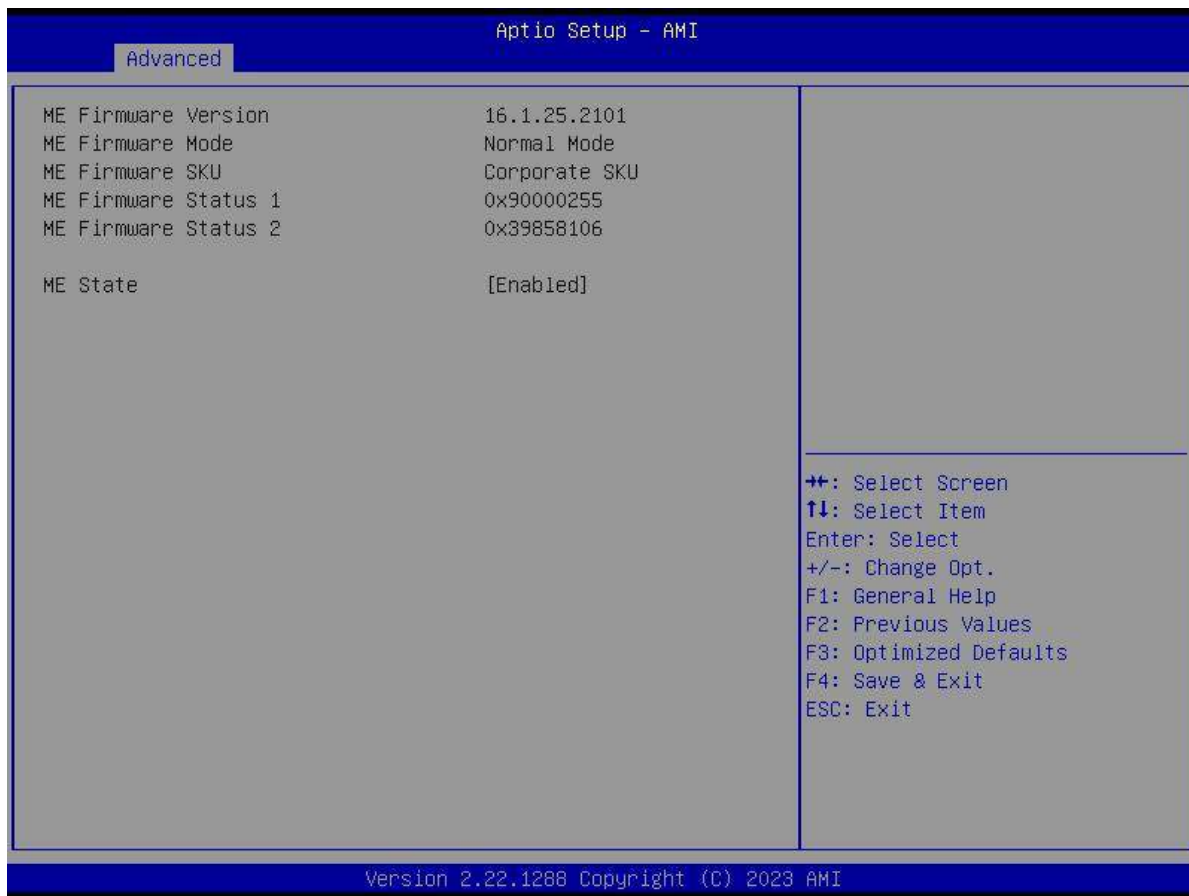 Aptio Setup - AMI
Advanced
ME Firmware Version 16.1.25.2101
ME Firmware Mode Normal Mode
ME Firmware SKU Corporate SKU
ME Firmware Status 1 0x90000255
ME Firmware Status 2 0x39858106
ME State [Enabled]
→←: Select Screen
↑↓: Select Item
Enter: Select
+/-: Change Opt.
F1: General Help
F2: Previous Values
F3: Optimized Defaults
F4: Save & Exit
ESC: Exit
Version 2.22.1288 Copyright (C) 2023 AMI